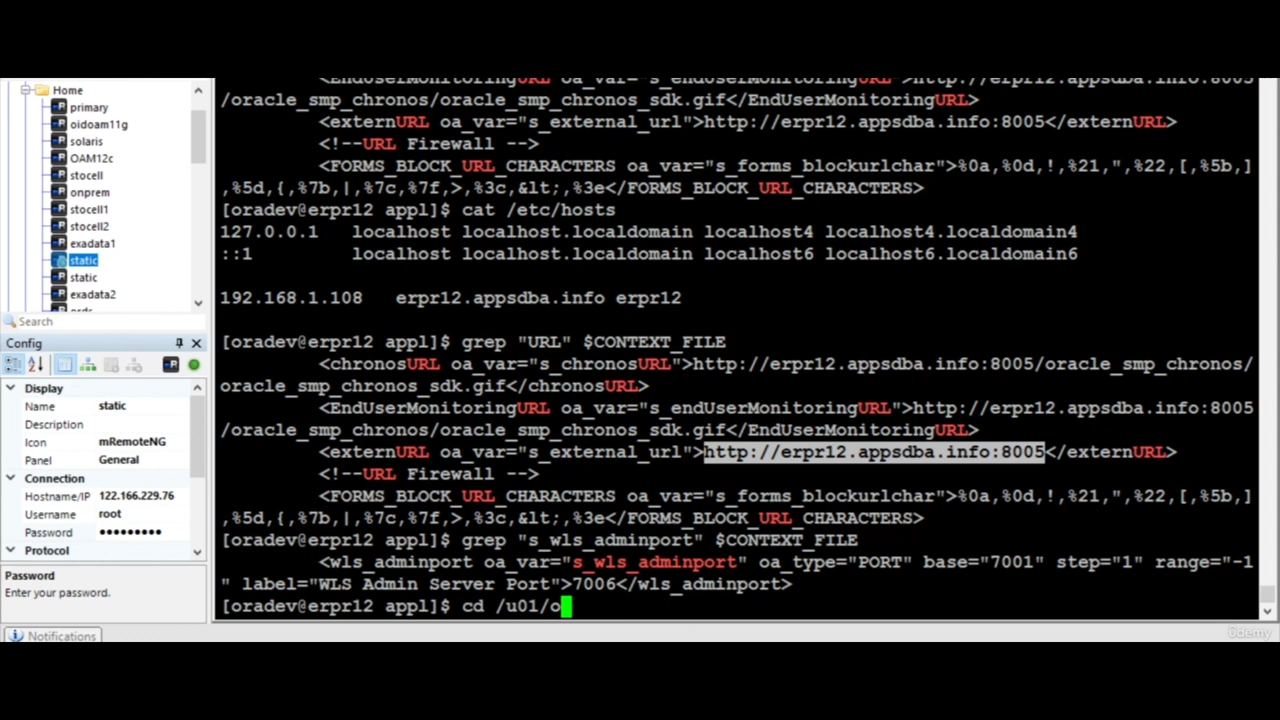 Home
primary
oidoam11g
solaris
OAM12c
stocell
onprem
stocell1
stocell2
exadata1
static
static
exadata2
Search
Config
Display
Name static
Description
Icon mRemoteNG
Panel General
Connection
Hostname/IP 122.166.229.76
Username root
Password ●●●●●●●●●
Protocol
Password
Enter your password.
Notifications
<EndUserMonitoringURL oa_var="s_endUserMonitoringURL">http://erpr12.appsdba.info:8005
/oracle_smp_chronos/oracle_smp_chronos_sdk.gif</EndUserMonitoringURL>
<externURL oa_var="s_external_url">http://erpr12.appsdba.info:8005</externURL>
<!--URL Firewall -->
<FORMS_BLOCK_URL_CHARACTERS oa_var="s_forms_blockurlchar">%0a,%0d,!,%21,",%22,[,%5b,]
,%5d,{,%7b,|,%7c,%7f,>,%3c,&lt;,%3e</FORMS_BLOCK_URL_CHARACTERS>
[oradev@erpr12 appl]$ cat /etc/hosts
127.0.0.1   localhost localhost.localdomain localhost4 localhost4.localdomain4
::1         localhost localhost.localdomain localhost6 localhost6.localdomain6
192.168.1.108   erpr12.appsdba.info erpr12
[oradev@erpr12 appl]$ grep "URL" $CONTEXT_FILE
<chronosURL oa_var="s_chronosURL">http://erpr12.appsdba.info:8005/oracle_smp_chronos/
oracle_smp_chronos_sdk.gif</chronosURL>
<EndUserMonitoringURL oa_var="s_endUserMonitoringURL">http://erpr12.appsdba.info:8005
/oracle_smp_chronos/oracle_smp_chronos_sdk.gif</EndUserMonitoringURL>
<externURL oa_var="s_external_url">http://erpr12.appsdba.info:8005</externURL>
<!--URL Firewall -->
<FORMS_BLOCK_URL_CHARACTERS oa_var="s_forms_blockurlchar">%0a,%0d,!,%21,",%22,[,%5b,]
,%5d,{,%7b,|,%7c,%7f,>,%3c,&lt;,%3e</FORMS_BLOCK_URL_CHARACTERS>
[oradev@erpr12 appl]$ grep "s_wls_adminport" $CONTEXT_FILE
<wls_adminport oa_var="s_wls_adminport" oa_type="PORT" base="7001" step="1" range="-1
" label="WLS Admin Server Port">7006</wls_adminport>
[oradev@erpr12 appl]$ cd /u01/o
ûdemy